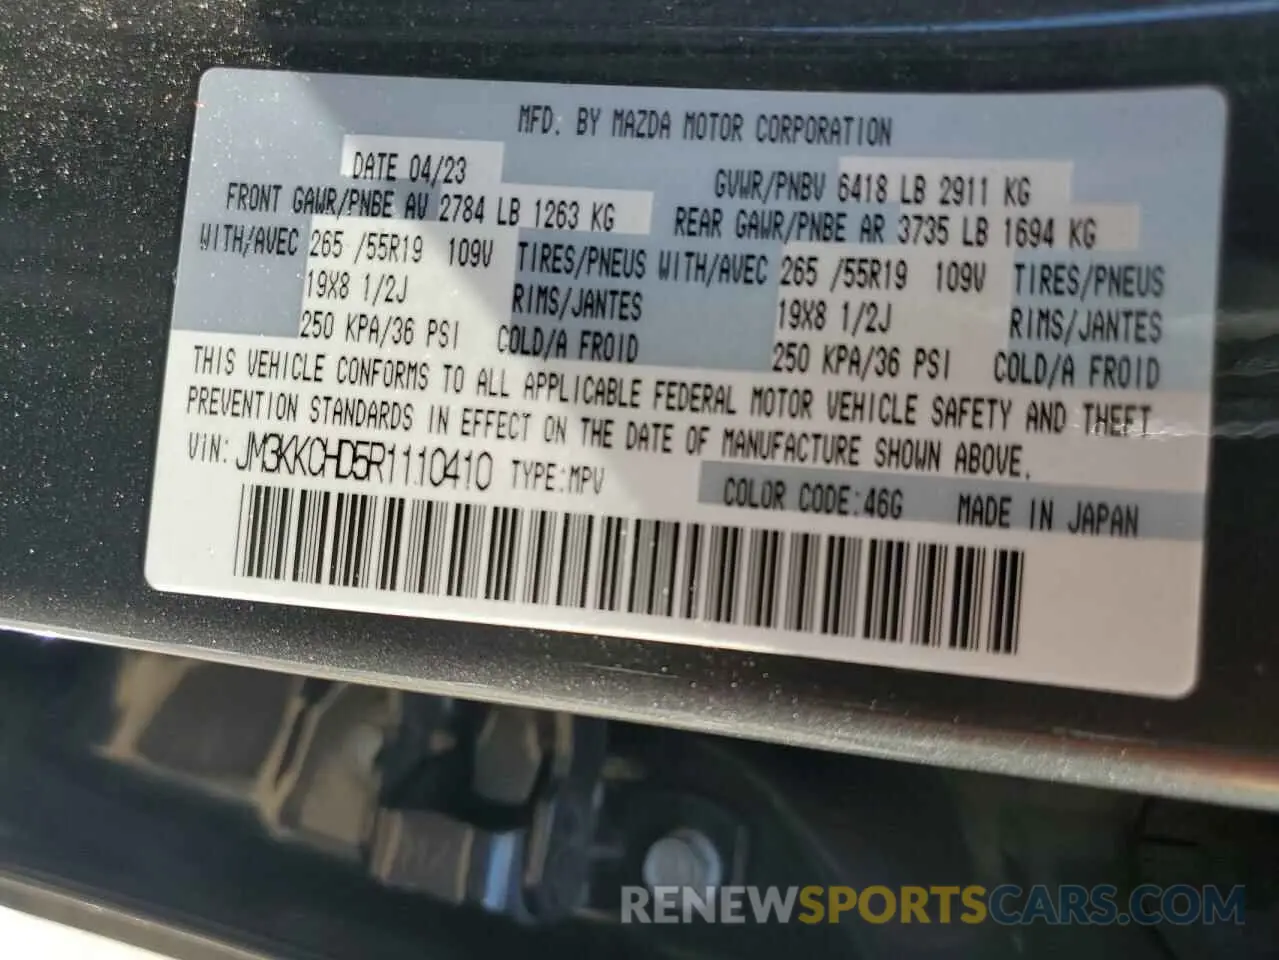 MFD. BY MAZDA MOTOR CORPORATION
DATE 04/23 GVWR/PNBV 6418 LB 2911 KG
FRONT GAWR/PNBE AV 2784 LB 1263 KG REAR GAWR/PNBE AR 3735 LB 1694 KG
WITH/AVEC 265 /55R19 109V TIRES/PNEUS WITH/AVEC 265 /55R19 109V TIRES/PNEUS
19X8 1/2J RIMS/JANTES 19X8 1/2J RIMS/JANTES
250 KPA/36 PSI COLD/A FROID 250 KPA/36 PSI COLD/A FROID
THIS VEHICLE CONFORMS TO ALL APPLICABLE FEDERAL MOTOR VEHICLE SAFETY AND THEFT
PREVENTION STANDARDS IN EFFECT ON THE DATE OF MANUFACTURE SHOWN ABOVE.
VIN: JM3KKCHD5R1110410 TYPE:MPV
COLOR CODE:46G MADE IN JAPAN
RENEWSPORTSCARS.COM